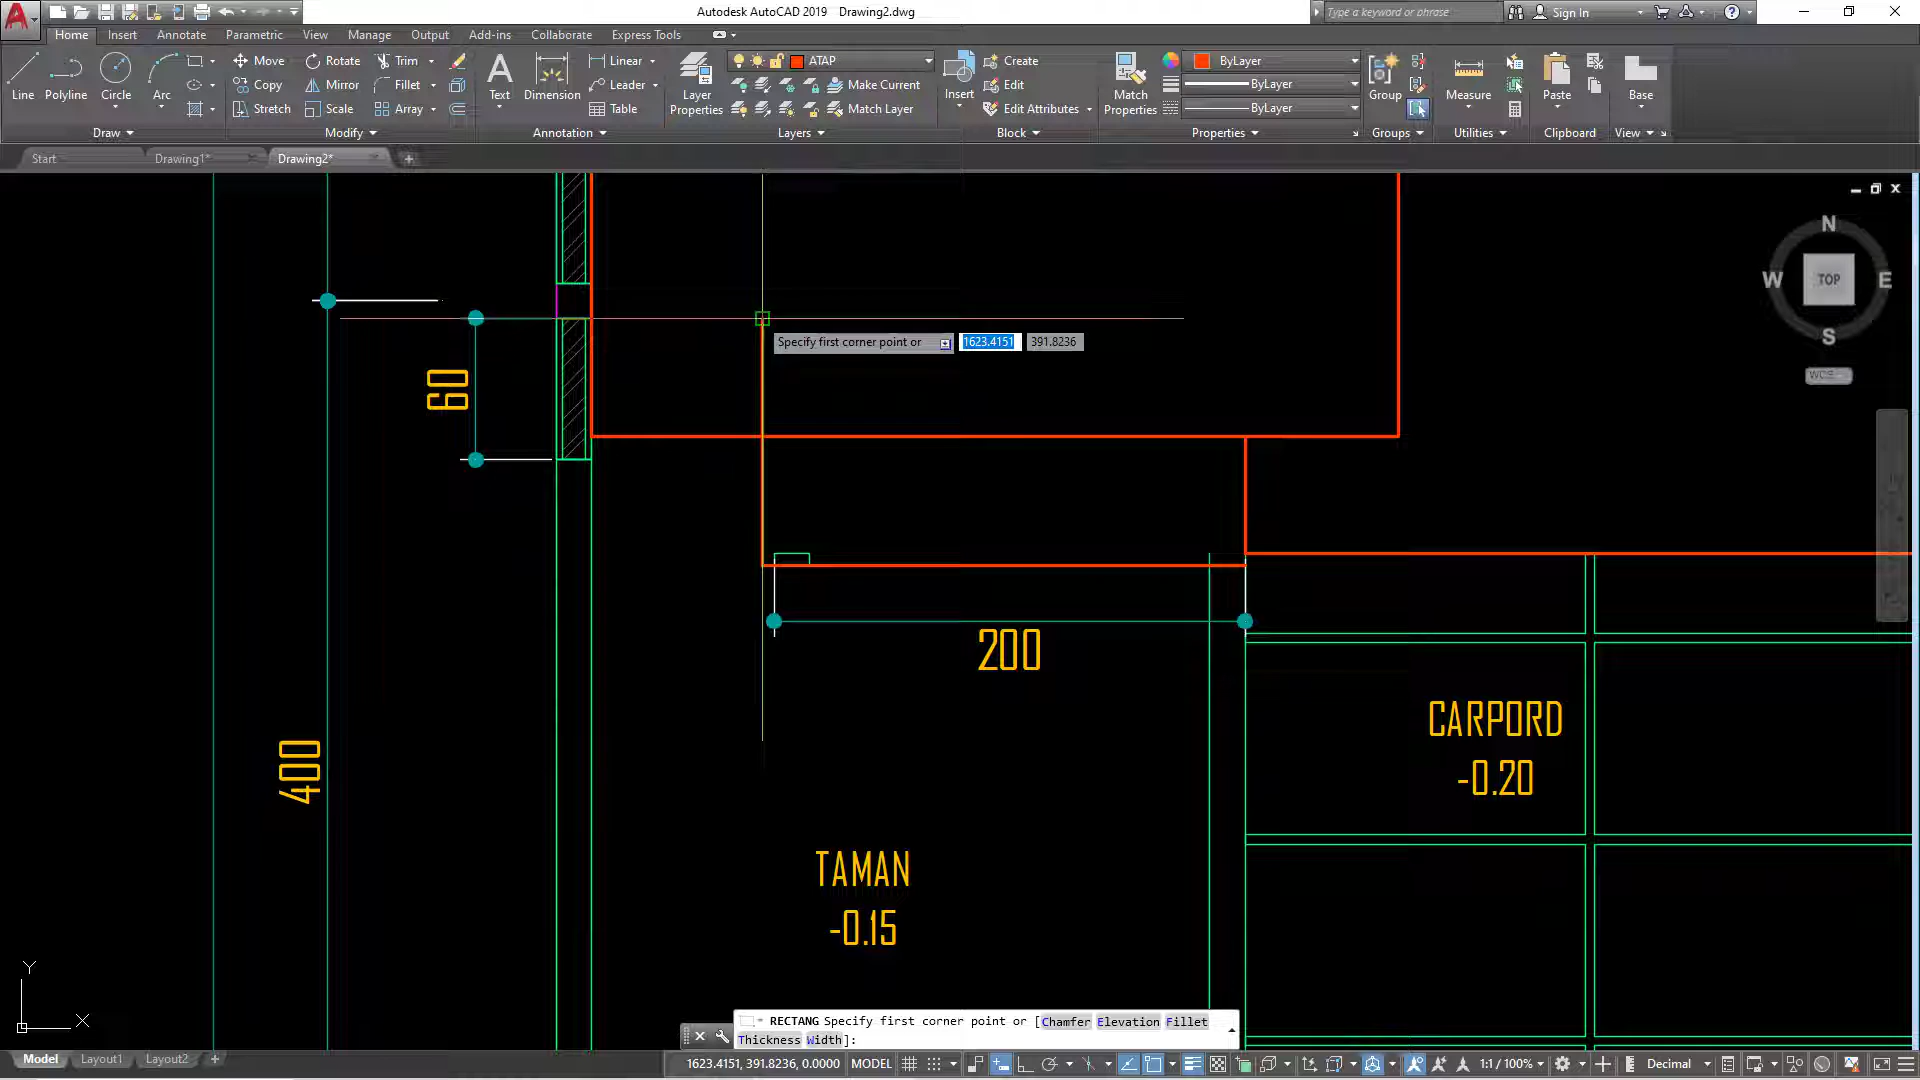 Autodesk AutoCAD 2019 Drawing2.dwg
Type a keyword or phrase
Sign In
Home Insert Annotate Parametric View Manage Output Add-ins Collaborate Express Tools
Line
Polyline
Circle
Arc
Move
Copy
Stretch
Rotate
Mirror
Scale
Trim
Fillet
Array
Text
Dimension
Linear
Leader
Table
Layer
Properties
ATAP
Make Current
Match Layer
Insert
Create
Edit
Edit Attributes
Match
Properties
ByLayer
ByLayer
ByLayer
Group
Measure
Paste
Base
Draw Modify Annotation Layers Block Properties Groups Utilities Clipboard View
Start Drawing1* Drawing2*
N
W TOP E
S
WCS
Specify first corner point or 1623.4151 391.8236
60
200
400
CARPORD
-0.20
TAMAN
-0.15
Y
X
RECTANG Specify first corner point or [Chamfer Elevation Fillet
Thickness Width]:
Model Layout1 Layout2
1623.4151, 391.8236, 0.0000 MODEL 1:1 / 100% Decimal